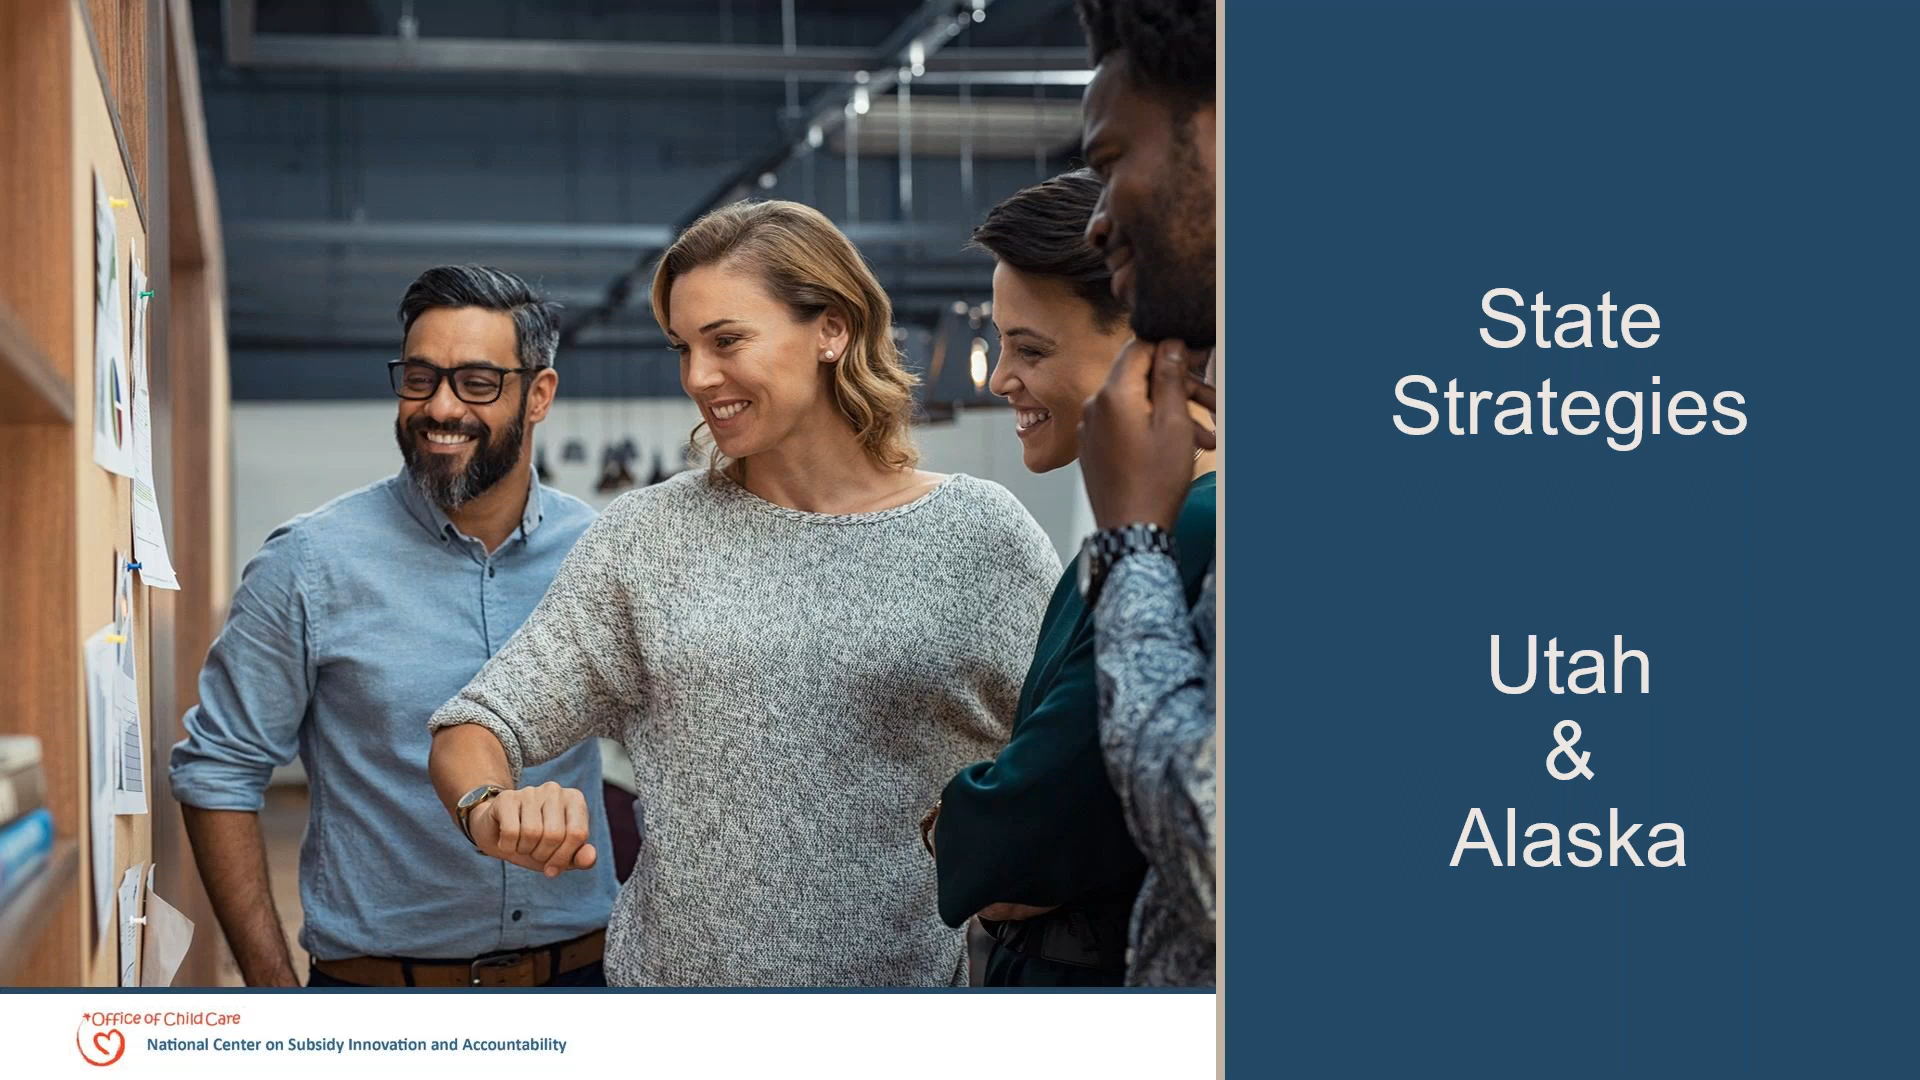 State
Strategies
Utah
&
Alaska
Office of Child Care
National Center on Subsidy Innovation and Accountability